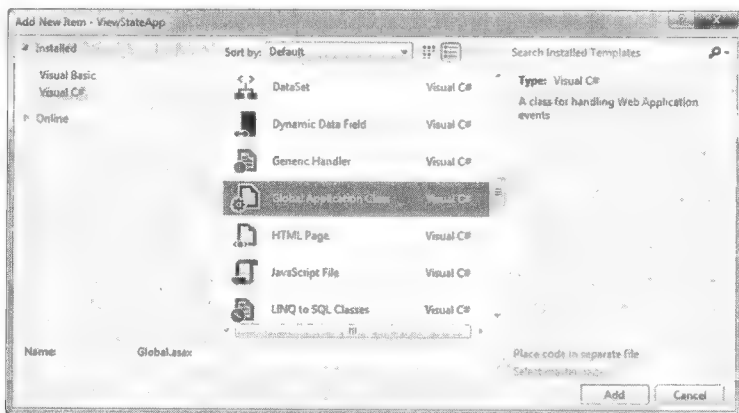 Add New Item - ViewStateApp
Installed
Sort by: Default
Search Installed Templates
Visual Basic
Visual C#
Online
DataSet Visual C#
Dynamic Data Field Visual C#
Generic Handler Visual C#
Global Application Class Visual C#
HTML Page Visual C#
JavaScript File Visual C#
LINQ to SQL Classes Visual C#
Type: Visual C#
A class for handling Web Application
events
Name: Global.asax
Place code in separate file
Select master page
Add Cancel